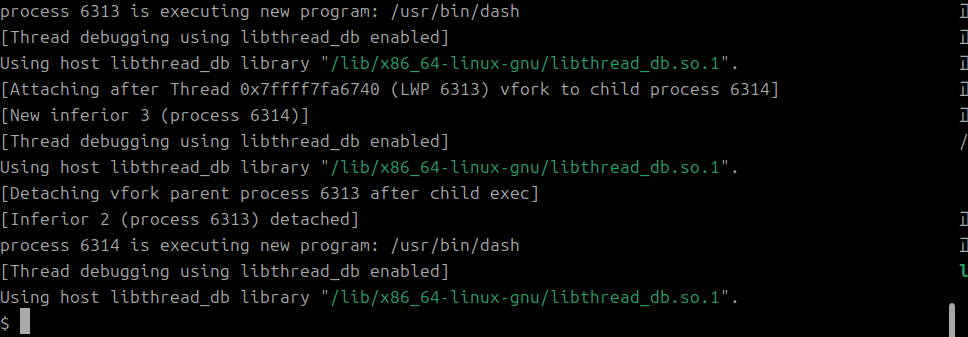 process 6313 is executing new program: /usr/bin/dash
[Thread debugging using libthread_db enabled]
Using host libthread_db library "/lib/x86_64-linux-gnu/libthread_db.so.1".
[Attaching after Thread 0x7ffff7fa6740 (LWP 6313) vfork to child process 6314]
[New inferior 3 (process 6314)]
[Thread debugging using libthread_db enabled]
Using host libthread_db library "/lib/x86_64-linux-gnu/libthread_db.so.1".
[Detaching vfork parent process 6313 after child exec]
[Inferior 2 (process 6313) detached]
process 6314 is executing new program: /usr/bin/dash
[Thread debugging using libthread_db enabled]
Using host libthread_db library "/lib/x86_64-linux-gnu/libthread_db.so.1".
$